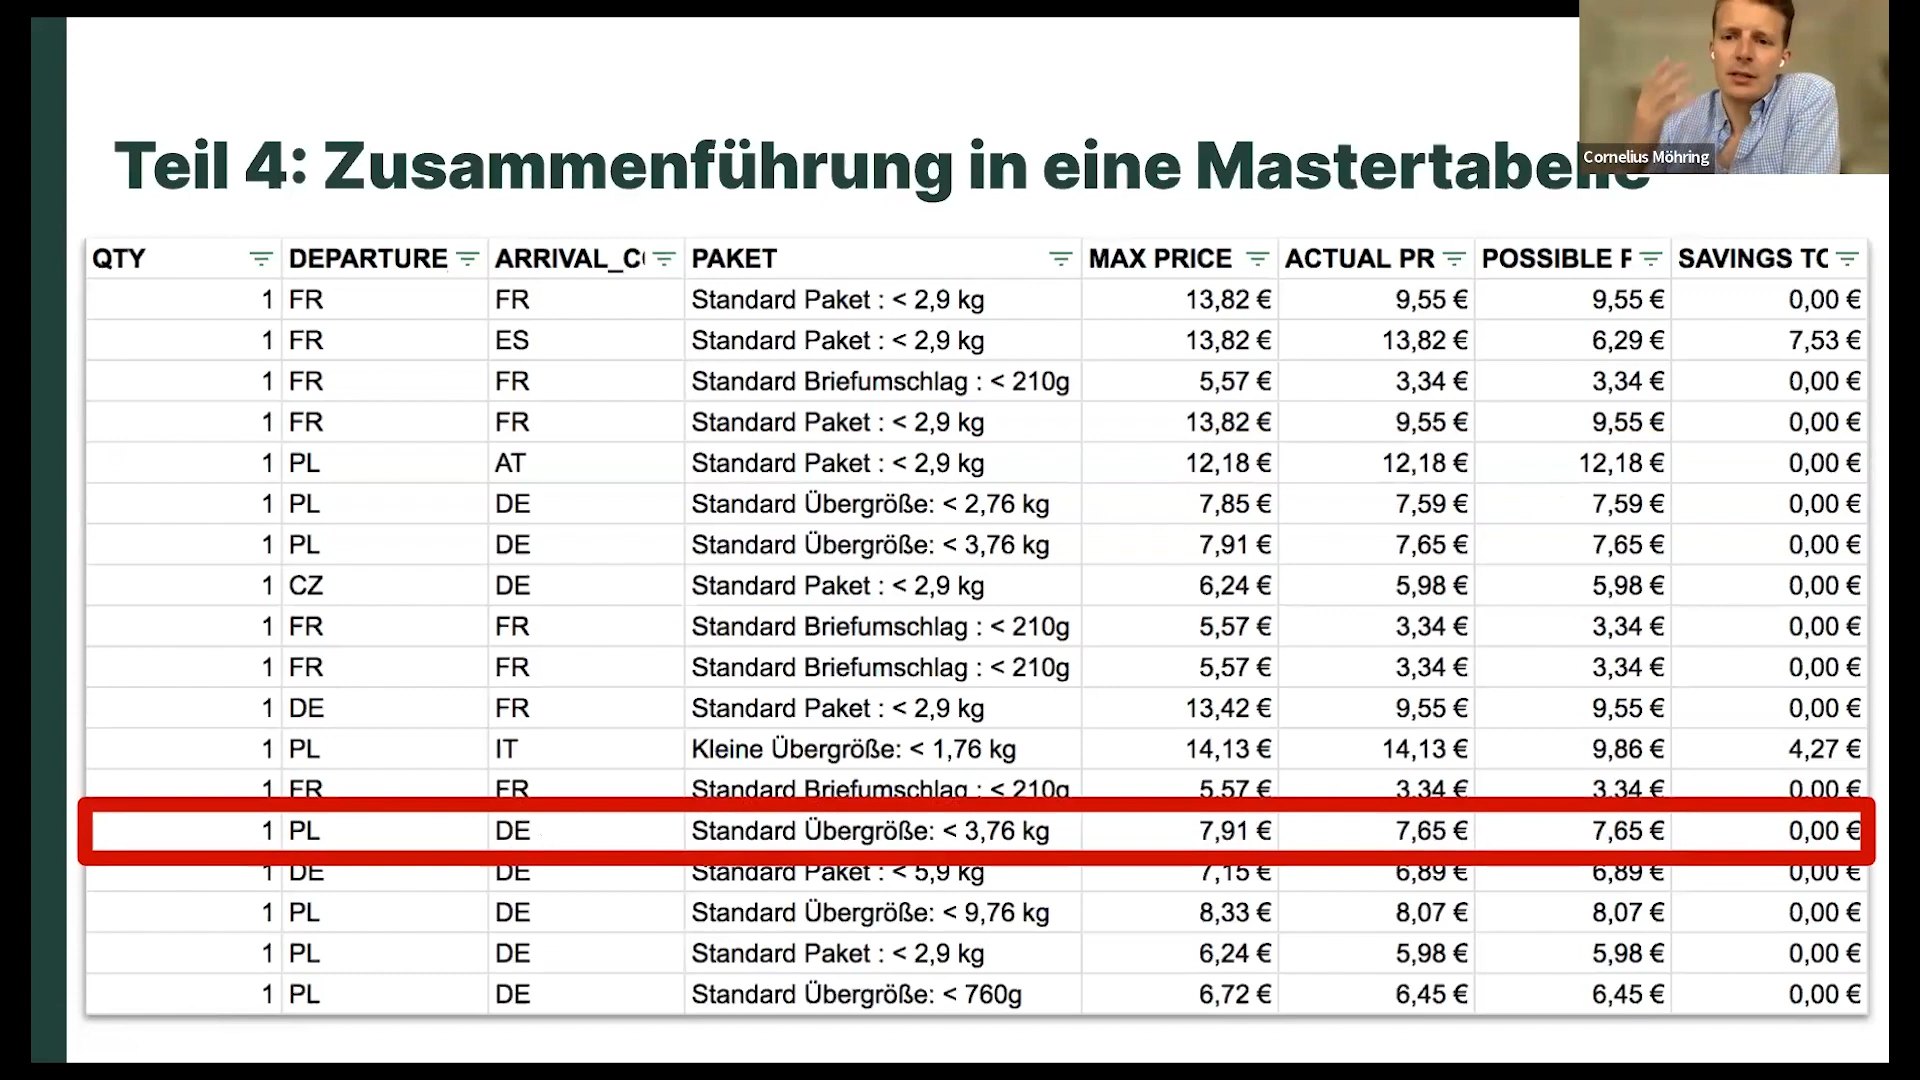 Cornelius Möhring
Teil 4: Zusammenführung in eine Mastertabelle
QTY DEPARTURE ARRIVAL_C PAKET MAX PRICE ACTUAL PR POSSIBLE F SAVINGS TO
1 FR FR Standard Paket : < 2,9 kg 13,82 € 9,55 € 9,55 € 0,00 €
1 FR ES Standard Paket : < 2,9 kg 13,82 € 13,82 € 6,29 € 7,53 €
1 FR FR Standard Briefumschlag : < 210g 5,57 € 3,34 € 3,34 € 0,00 €
1 FR FR Standard Paket : < 2,9 kg 13,82 € 9,55 € 9,55 € 0,00 €
1 PL AT Standard Paket : < 2,9 kg 12,18 € 12,18 € 12,18 € 0,00 €
1 PL DE Standard Übergröße: < 2,76 kg 7,85 € 7,59 € 7,59 € 0,00 €
1 PL DE Standard Übergröße: < 3,76 kg 7,91 € 7,65 € 7,65 € 0,00 €
1 CZ DE Standard Paket : < 2,9 kg 6,24 € 5,98 € 5,98 € 0,00 €
1 FR FR Standard Briefumschlag : < 210g 5,57 € 3,34 € 3,34 € 0,00 €
1 FR FR Standard Briefumschlag : < 210g 5,57 € 3,34 € 3,34 € 0,00 €
1 DE FR Standard Paket : < 2,9 kg 13,42 € 9,55 € 9,55 € 0,00 €
1 PL IT Kleine Übergröße: < 1,76 kg 14,13 € 14,13 € 9,86 € 4,27 €
1 FR FR Standard Briefumschlag : < 210g 5,57 € 3,34 € 3,34 € 0,00 €
1 PL DE Standard Übergröße: < 3,76 kg 7,91 € 7,65 € 7,65 € 0,00 €
1 DE DE Standard Paket : < 5,9 kg 7,15 € 6,89 € 6,89 € 0,00 €
1 PL DE Standard Übergröße: < 9,76 kg 8,33 € 8,07 € 8,07 € 0,00 €
1 PL DE Standard Paket : < 2,9 kg 6,24 € 5,98 € 5,98 € 0,00 €
1 PL DE Standard Übergröße: < 760g 6,72 € 6,45 € 6,45 € 0,00 €